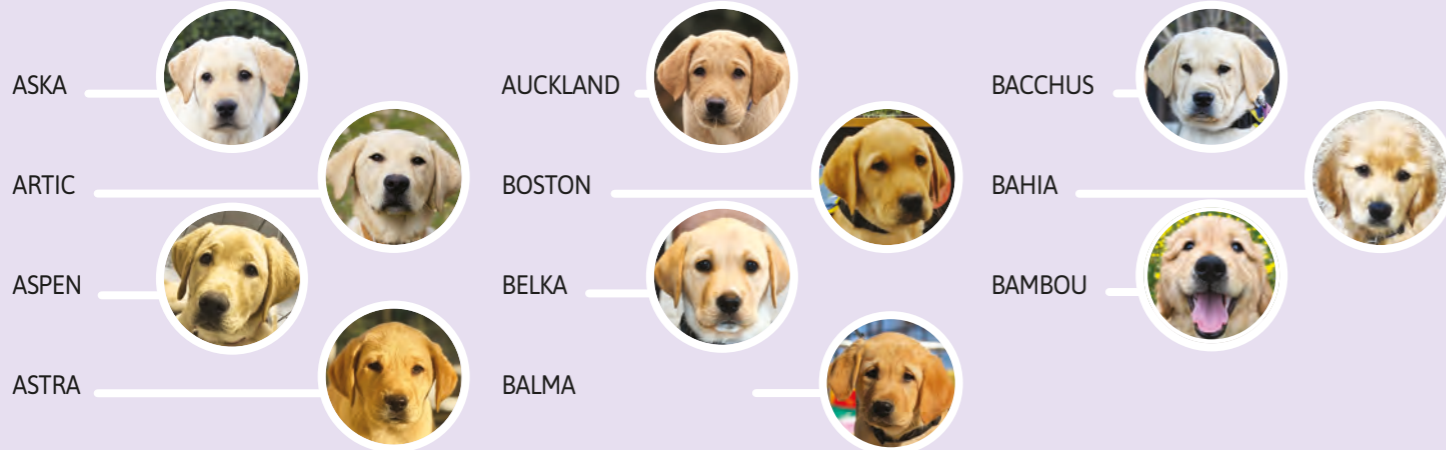 ASKA
ARTIC
ASPEN
ASTRA
AUCKLAND
BOSTON
BELKA
BALMA
BACCHUS
BAHIA
BAMBOU